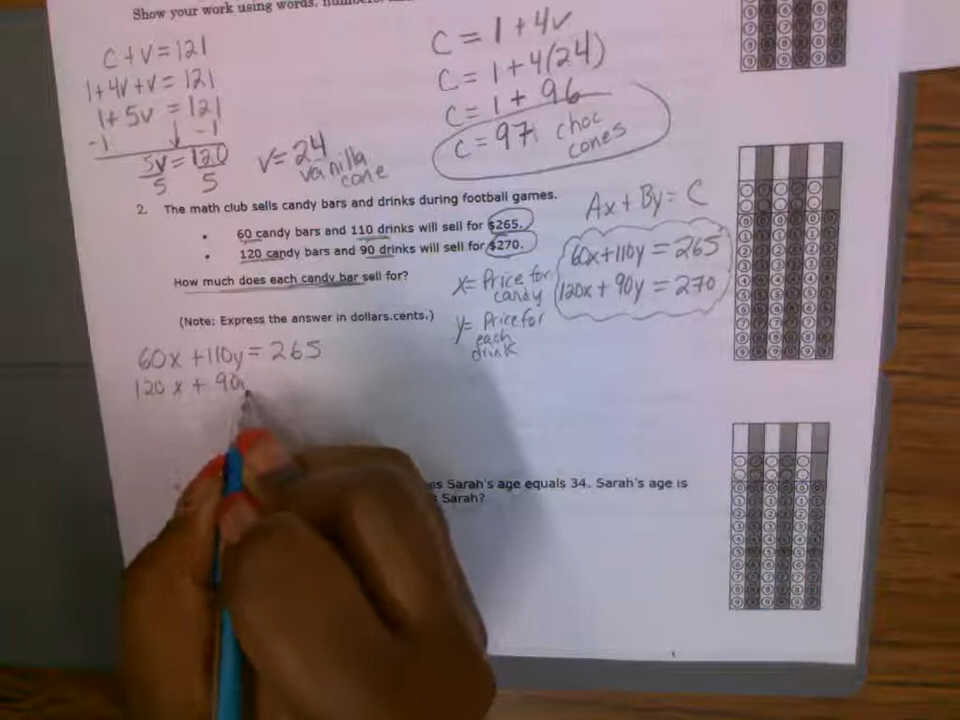 Show your work using words, numbers,
C + V = 121
1 + 4V + V = 121
1 + 5V = 121
-1 ↓ -1
5V = 120
5 5
V = 24
vanilla
cone
C = 1 + 4V
C = 1 + 4(24)
C = 1 + 96
C = 97
choc
cones
2. The math club sells candy bars and drinks during football games.
• 60 candy bars and 110 drinks will sell for $265.
• 120 candy bars and 90 drinks will sell for $270.
How much does each candy bar sell for?
(Note: Express the answer in dollars.cents.)
Ax + By = C
60x + 110y = 265
120x + 90y = 270
x = Price for
candy
y = Price for
each
drink
60x + 110y = 265
120x + 90y
es Sarah's age equals 34. Sarah's age is
Sarah?